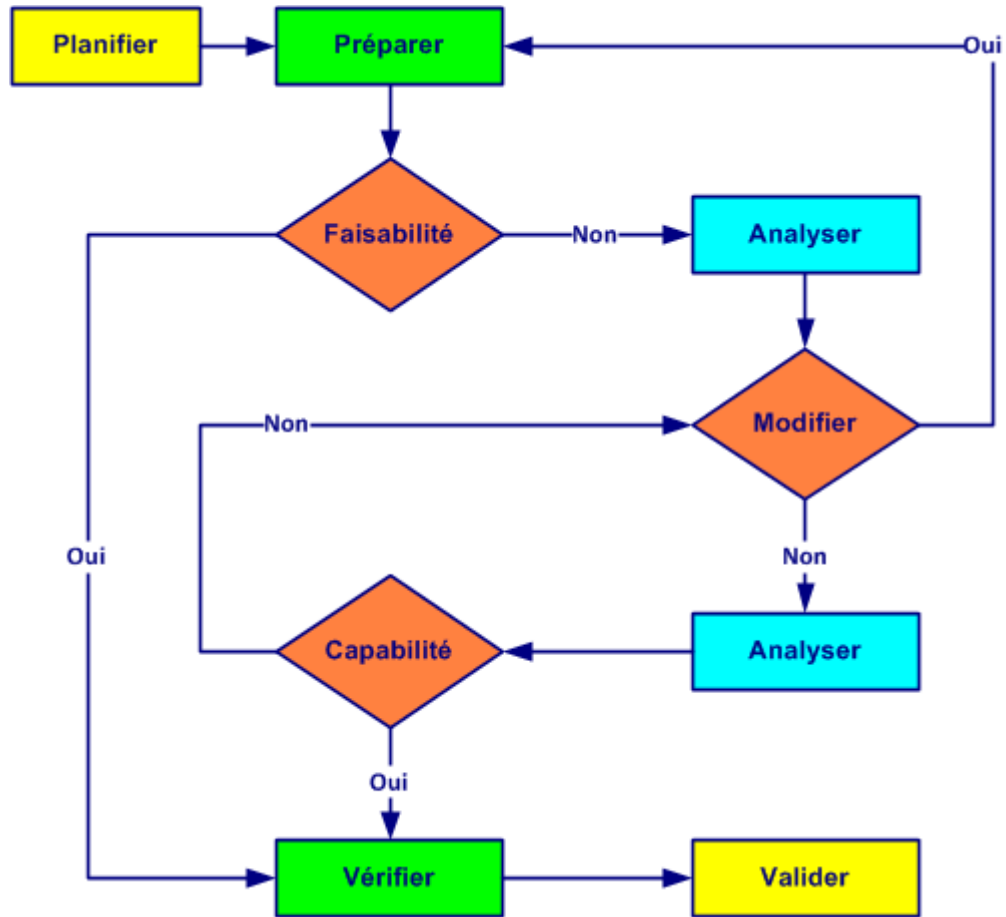 Planifier
Préparer
Oui
Faisabilité
Non
Analyser
Non
Modifier
Oui
Non
Capabilité
Analyser
Oui
Vérifier
Valider